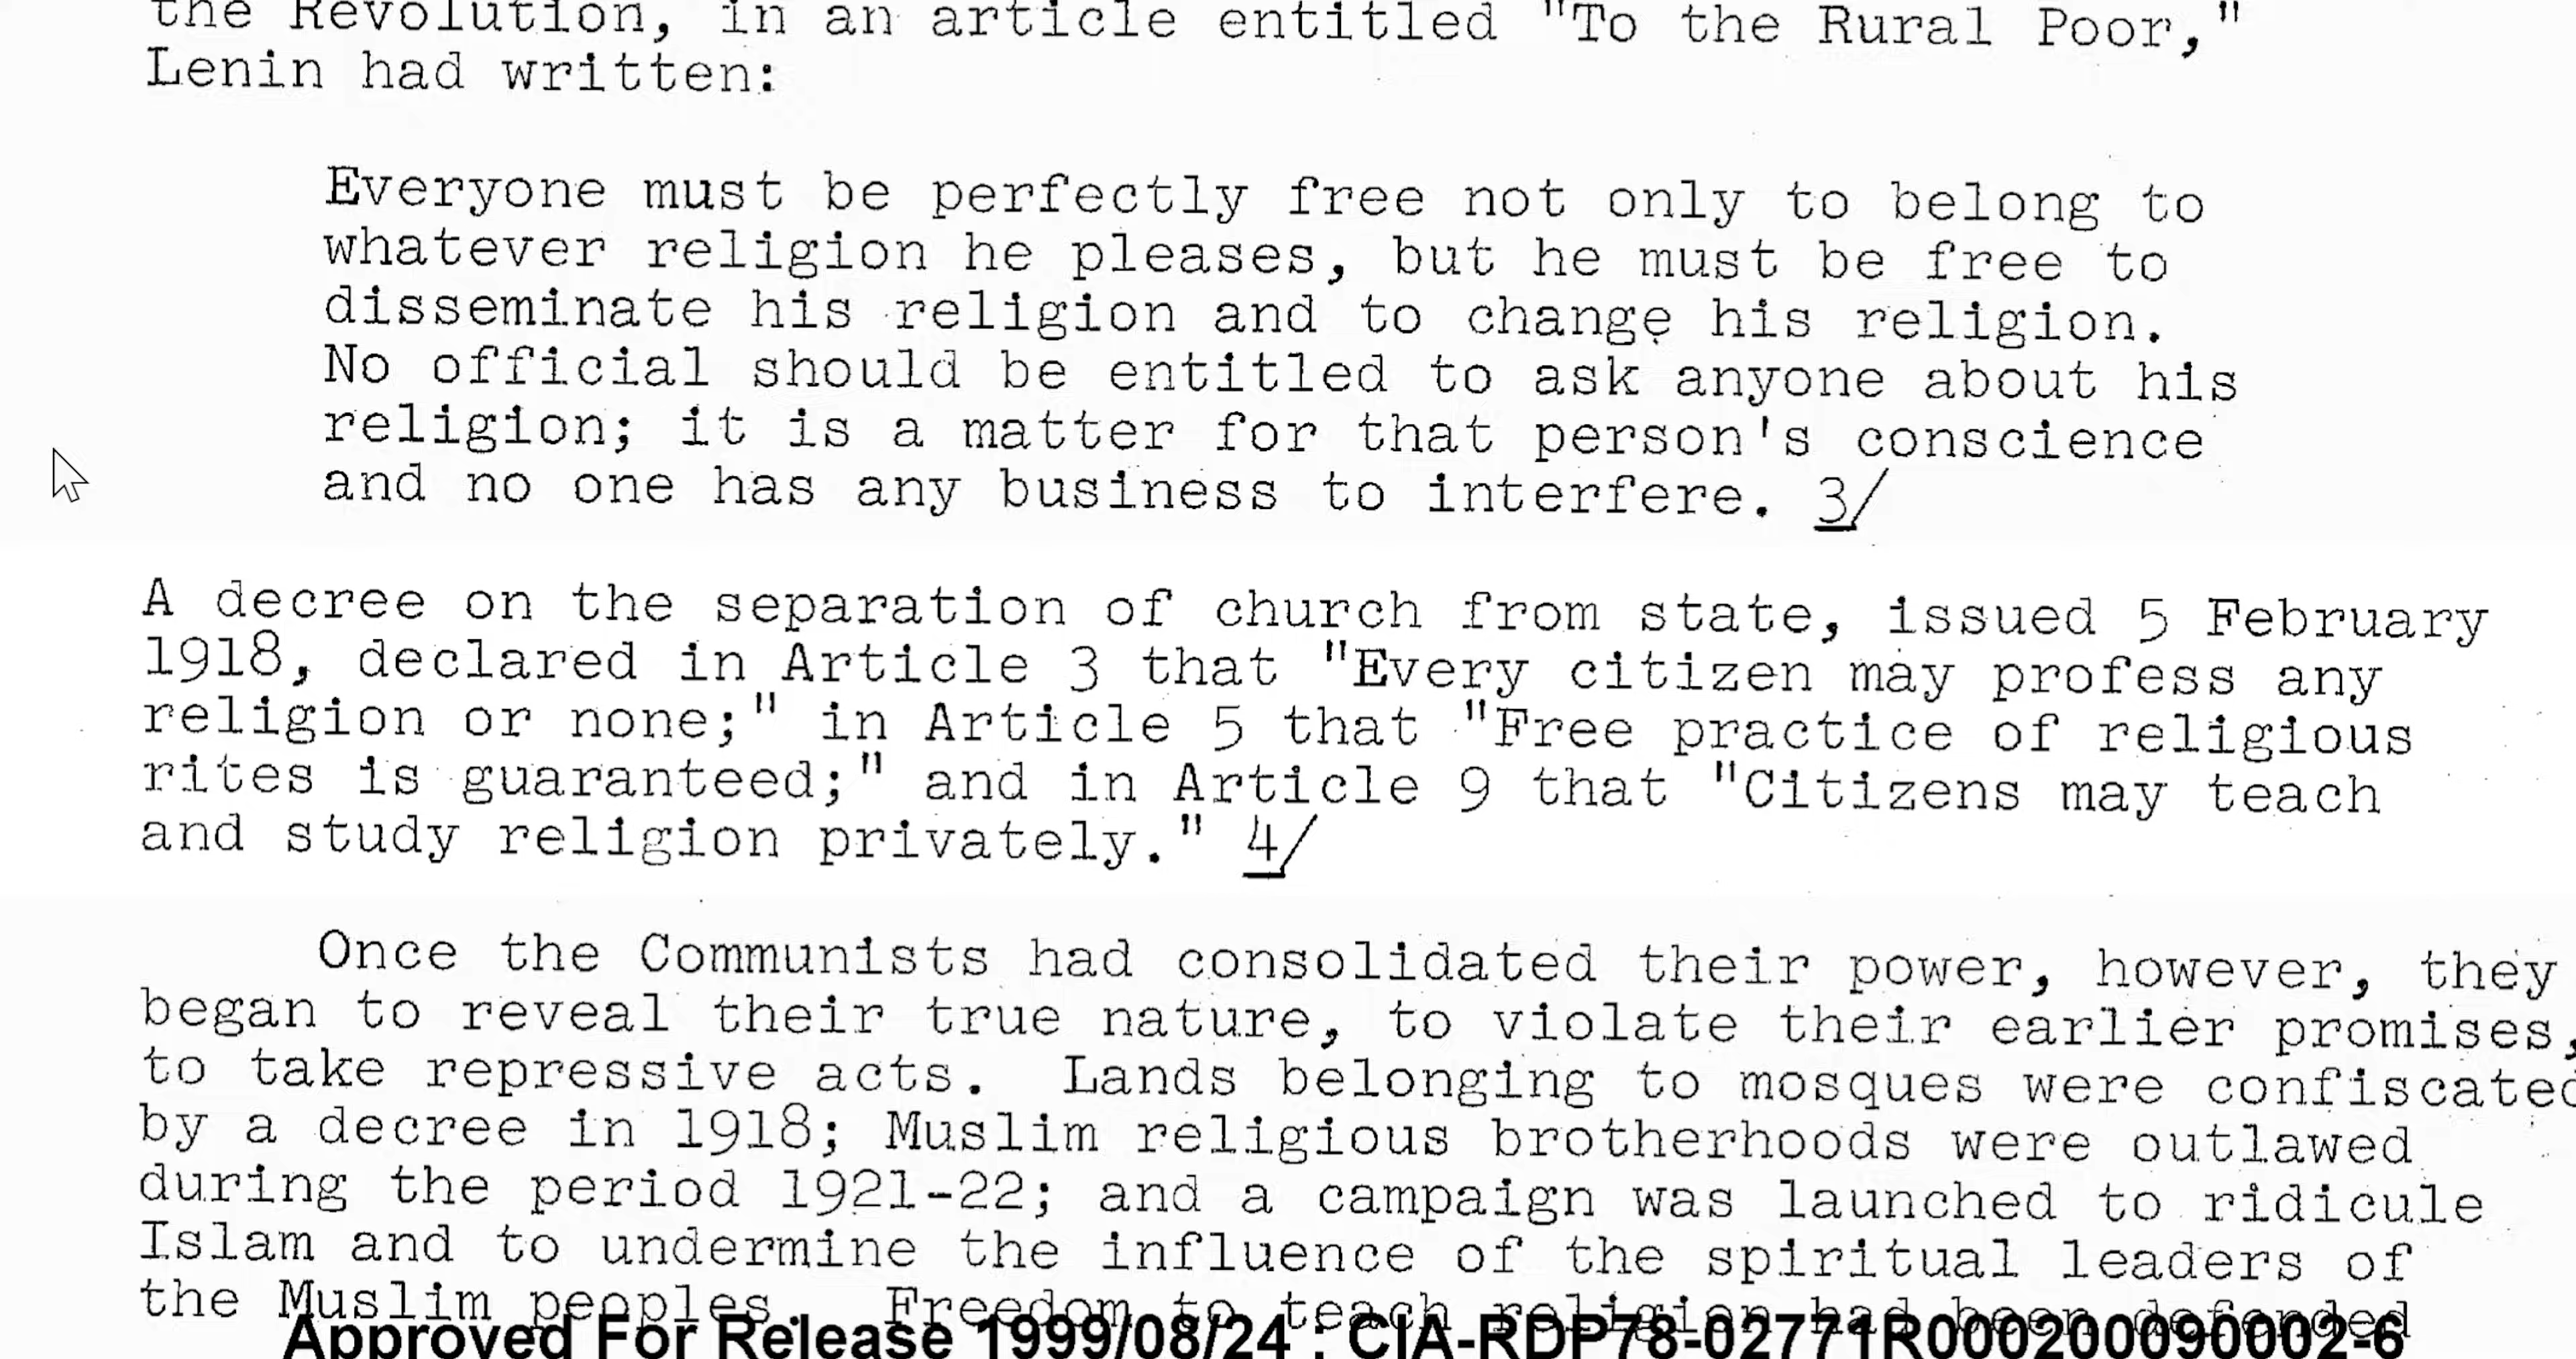 the Revolution, in an article entitled "To the Rural Poor,"
Lenin had written:
Everyone must be perfectly free not only to belong to
whatever religion he pleases, but he must be free to
disseminate his religion and to change his religion.
No official should be entitled to ask anyone about his
religion; it is a matter for that person's conscience
and no one has any business to interfere. 3/
A decree on the separation of church from state, issued 5 February
1918, declared in Article 3 that "Every citizen may profess any
religion or none;" in Article 5 that "Free practice of religious
rites is guaranteed;" and in Article 9 that "Citizens may teach
and study religion privately." 4/
Once the Communists had consolidated their power, however, they
began to reveal their true nature, to violate their earlier promises,
to take repressive acts. Lands belonging to mosques were confiscated
by a decree in 1918; Muslim religious brotherhoods were outlawed
during the period 1921-22; and a campaign was launched to ridicule
Islam and to undermine the influence of the spiritual leaders of
the Muslim peoples. Freedom to teach religion had been defended
Approved For Release 1999/08/24 : CIA-RDP78-02771R000200090002-6